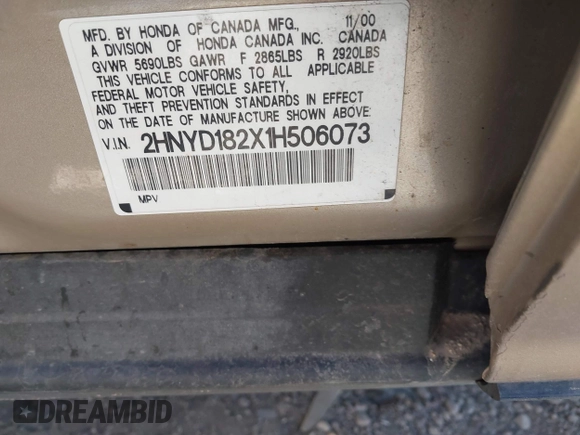 MFD. BY HONDA OF CANADA MFG., 11/00
A DIVISION OF HONDA CANADA INC. CANADA
GVWR 5690LBS GAWR F 2865LBS R 2920LBS
THIS VEHICLE CONFORMS TO ALL APPLICABLE
FEDERAL MOTOR VEHICLE SAFETY,
AND THEFT PREVENTION STANDARDS IN EFFECT
ON THE DATE OF MANUFACTURE SHOWN ABOVE.
V.I.N. 2HNYD182X1H506073
MPV
DREAMBID